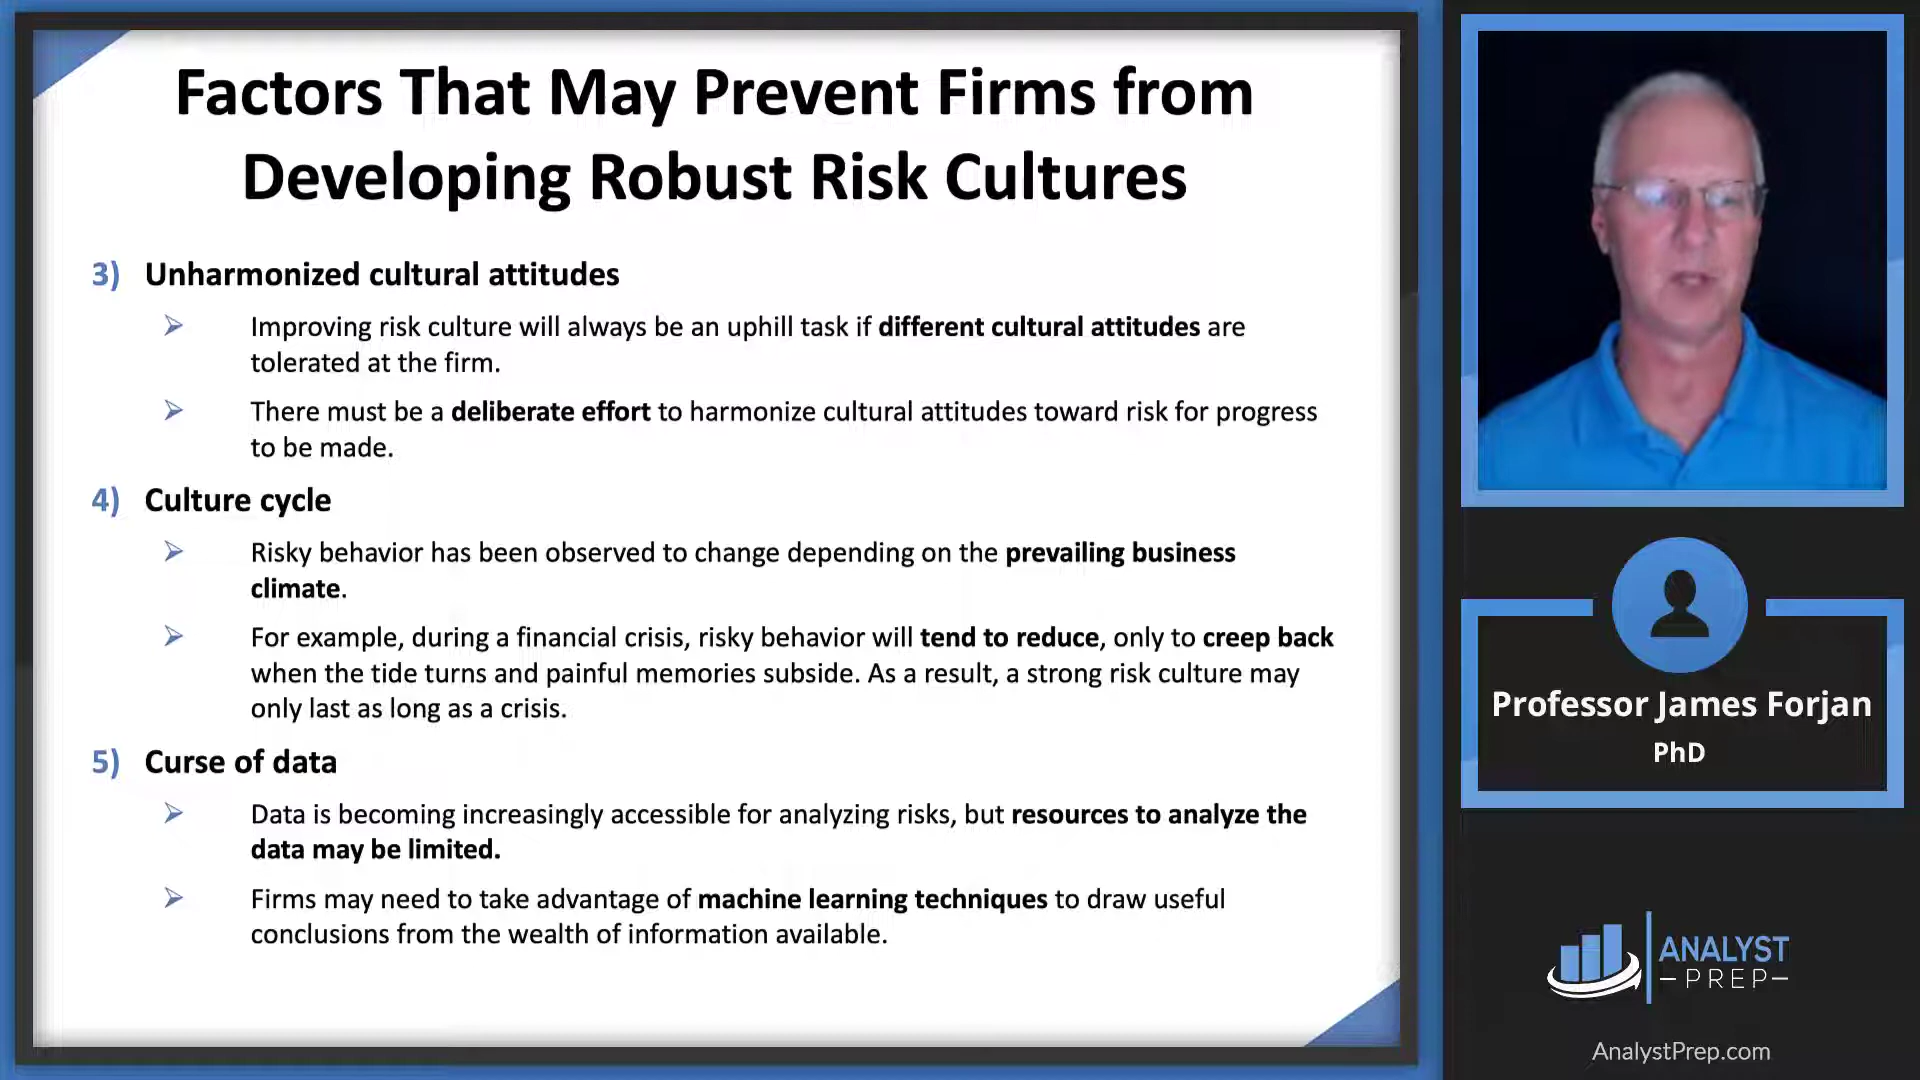 Factors That May Prevent Firms from
Developing Robust Risk Cultures
3) Unharmonized cultural attitudes
Improving risk culture will always be an uphill task if different cultural attitudes are
tolerated at the firm.
There must be a deliberate effort to harmonize cultural attitudes toward risk for progress
to be made.
4) Culture cycle
Risky behavior has been observed to change depending on the prevailing business
climate.
For example, during a financial crisis, risky behavior will tend to reduce, only to creep back
when the tide turns and painful memories subside. As a result, a strong risk culture may
only last as long as a crisis.
5) Curse of data
Data is becoming increasingly accessible for analyzing risks, but resources to analyze the
data may be limited.
Firms may need to take advantage of machine learning techniques to draw useful
conclusions from the wealth of information available.
Professor James Forjan
PhD
ANALYST
PREP
AnalystPrep.com